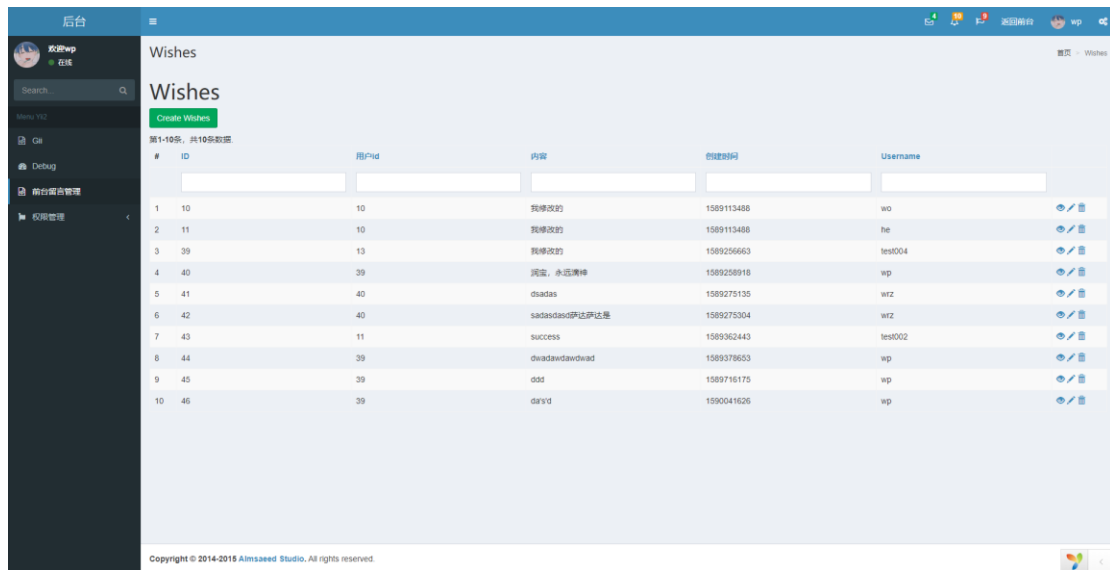 后台
4 10 9 返回前台 wp
欢迎wp
在线
Search...
Menu Yii2
Gii
Debug
前台留言管理
权限管理
Wishes
首页 > Wishes
Wishes
Create Wishes
第1-10条，共10条数据.
# ID 用户Id 内容 创建时间 Username
1 10 10 我修改的 1589113488 wo
2 11 10 我修改的 1589113488 he
3 39 13 我修改的 1589256663 test004
4 40 39 润宝，永远滴神 1589258918 wp
5 41 40 dsadas 1589275135 wrz
6 42 40 sadasdasd萨达萨达是 1589275304 wrz
7 43 11 success 1589362443 test002
8 44 39 dwadawdawdwad 1589378653 wp
9 45 39 ddd 1589716175 wp
10 46 39 da's'd 1590041626 wp
Copyright © 2014-2015 Almsaeed Studio. All rights reserved.